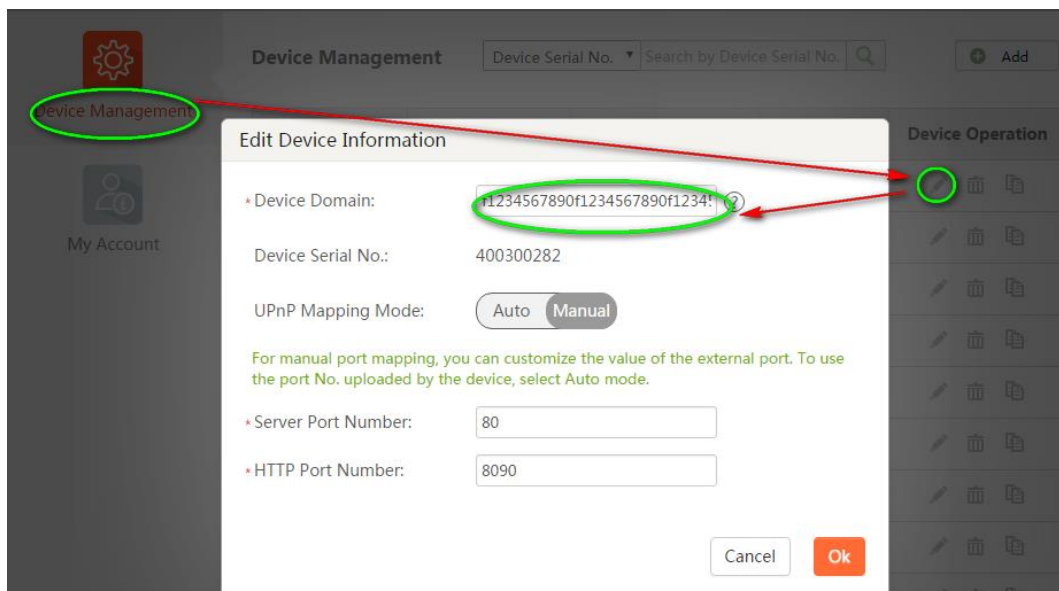 Device Management
Device Serial No.
Search by Device Serial No.
Add
Device Management
Device Operation
My Account
Edit Device Information
* Device Domain:
f1234567890f1234567890f1234
?
Device Serial No.:
400300282
UPnP Mapping Mode:
Auto
Manual
For manual port mapping, you can customize the value of the external port. To use
the port No. uploaded by the device, select Auto mode.
* Server Port Number:
80
* HTTP Port Number:
8090
Cancel
Ok